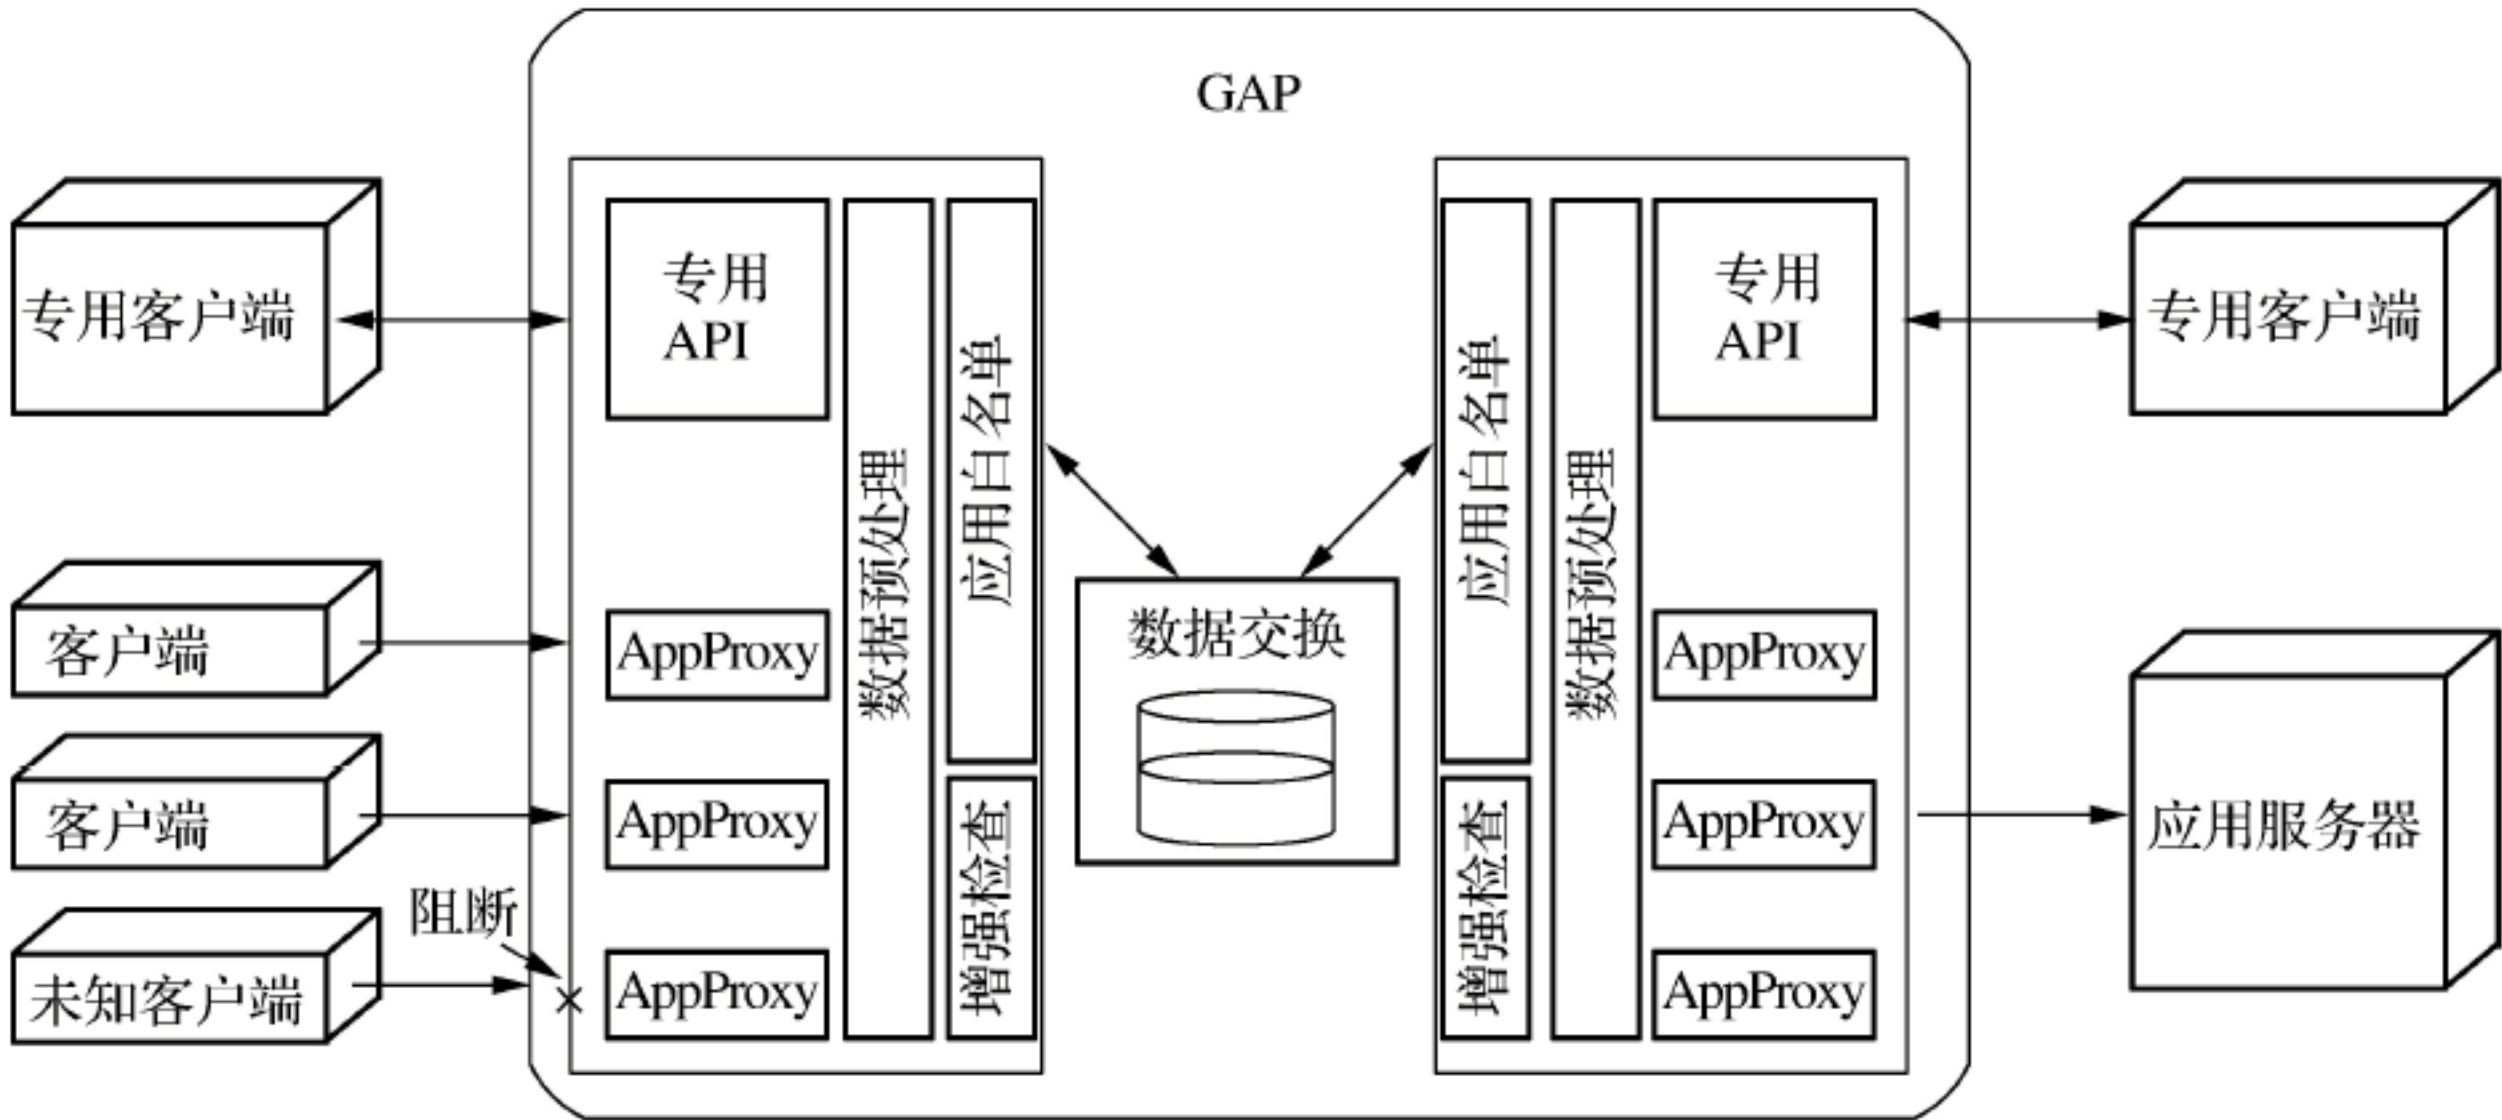 GAP
专用客户端
客户端
客户端
未知客户端
阻断
专用
API
AppProxy
AppProxy
AppProxy
数据预处理
应用白名单
增强检查
数据交换
应用白名单
增强检查
数据预处理
专用
API
AppProxy
AppProxy
AppProxy
专用客户端
应用服务器